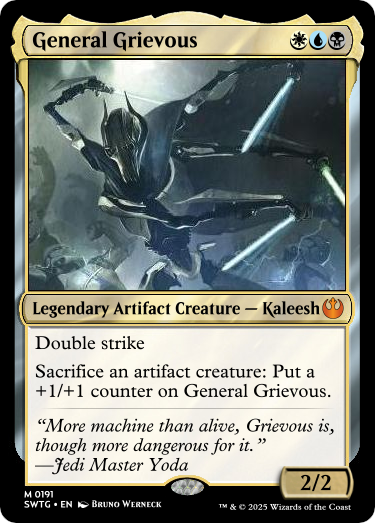 General Grievous
Legendary Artifact Creature — Kaleesh
Double strike
Sacrifice an artifact creature: Put a
+1/+1 counter on General Grievous.
“More machine than alive, Grievous is,
though more dangerous for it.”
—Jedi Master Yoda
2/2
M 0191
SWTG • EN Bruno Werneck
™ & © 2025 Wizards of the Coast